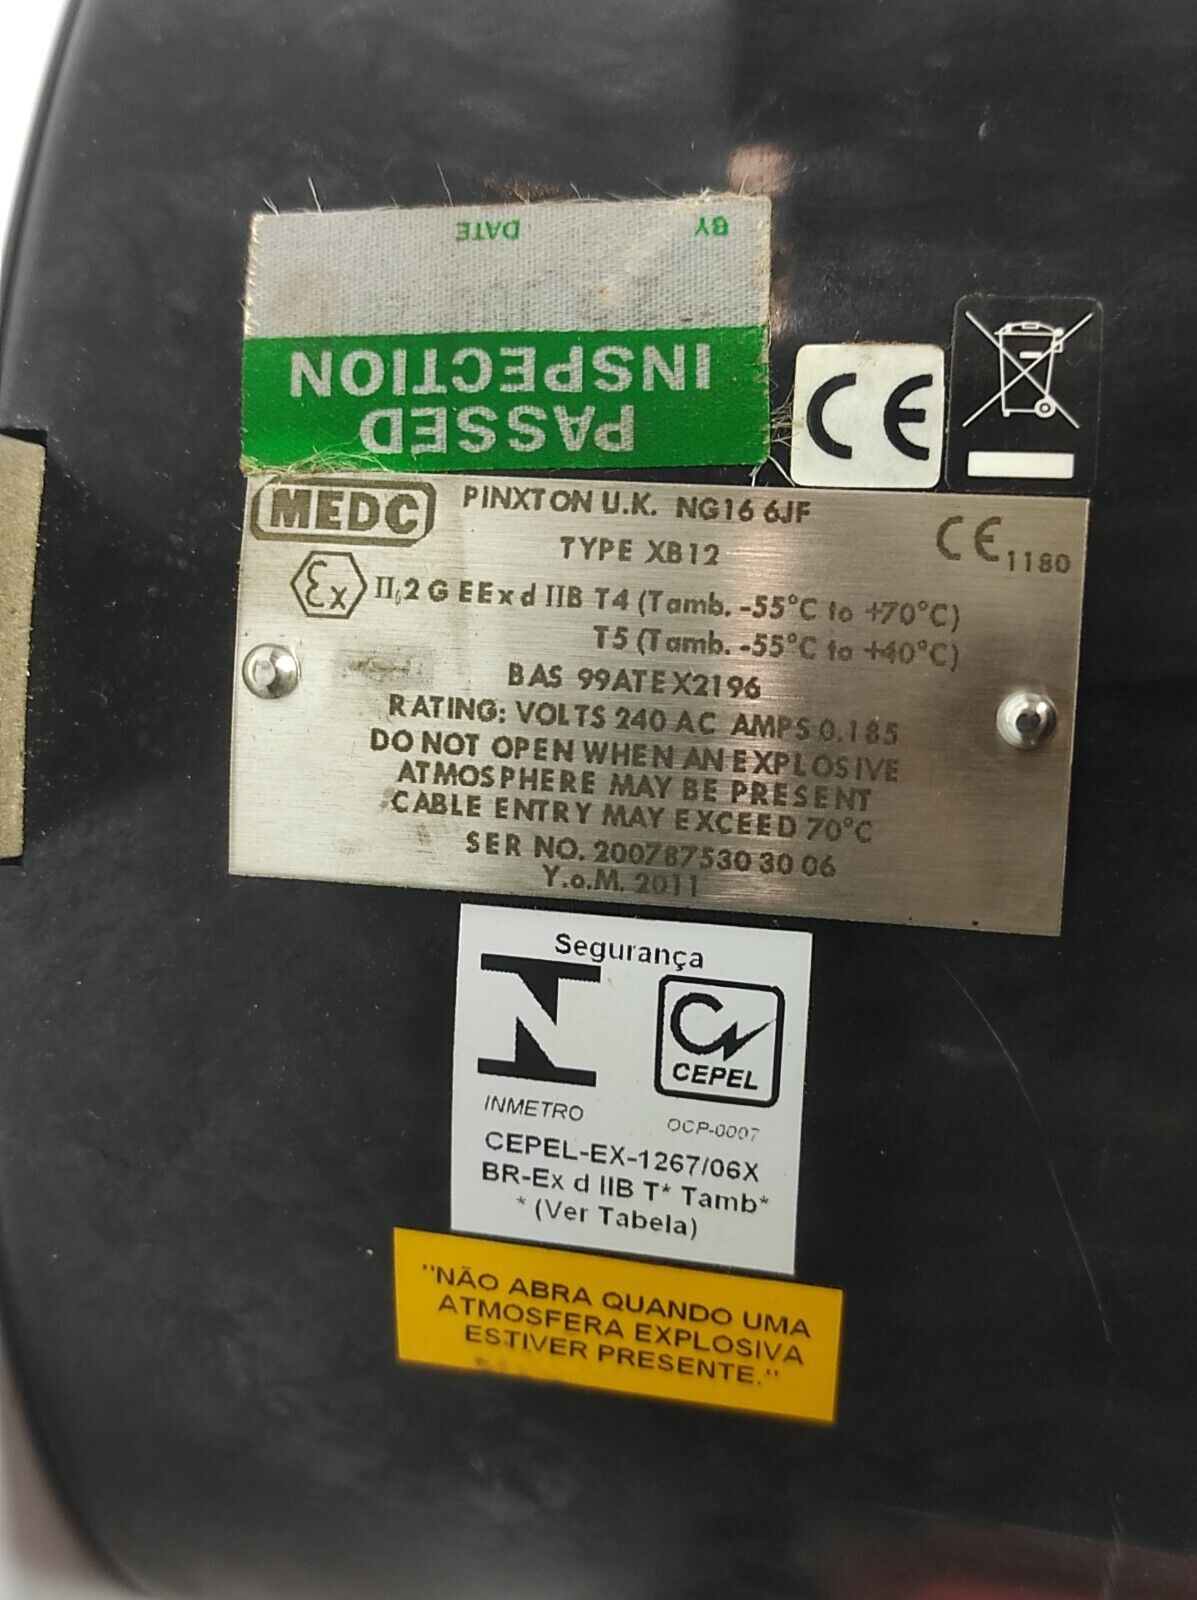 BY DATE
PASSED
INSPECTION
CE
MEDC PINXTON U.K. NG16 6JF
TYPE XB12
CE 1180
Ex II 2 G EEx d IIB T4 (Tamb. -55°C to +70°C)
T5 (Tamb. -55°C to +40°C)
BAS 99ATEX2196
RATING: VOLTS 240 AC AMPS 0.185
DO NOT OPEN WHEN AN EXPLOSIVE
ATMOSPHERE MAY BE PRESENT
CABLE ENTRY MAY EXCEED 70°C
SER NO. 200787530 30 06
Y.o.M. 2011
Segurança
CEPEL
INMETRO OCP-0007
CEPEL-EX-1267/06X
BR-Ex d IIB T* Tamb*
* (Ver Tabela)
"NÃO ABRA QUANDO UMA
ATMOSFERA EXPLOSIVA
ESTIVER PRESENTE."